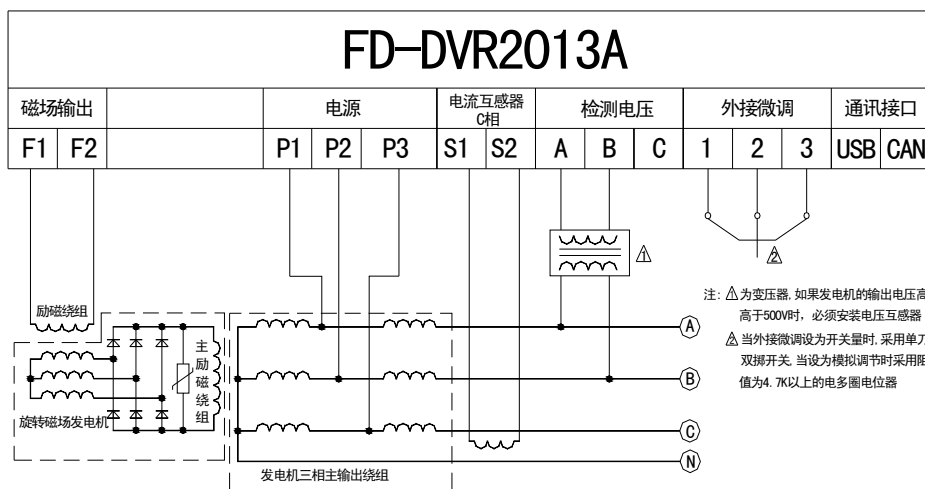 FD-DVR2013A
磁场输出 电源 电流互感器 检测电压 外接微调 通讯接口
C相
F1 F2 P1 P2 P3 S1 S2 A B C 1 2 3 USB CAN
1
2
注: 1 为变压器, 如果发电机的输出电压高
高于500V时, 必须安装电压互感器
2 当外接微调设为开关量时, 采用单刀
双掷开关, 当设为模拟调节时采用阻
值为4.7K以上的电多圈电位器
励磁绕组
主励磁绕组
旋转磁场发电机
A
B
C
N
发电机三相主输出绕组